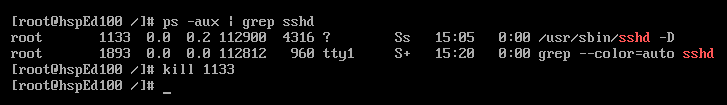 [root@hspEd100 /]# ps -aux | grep sshd
root 1133 0.0 0.2 112900 4316 ? Ss 15:05 0:00 /usr/sbin/sshd -D
root 1893 0.0 0.0 112812 960 tty1 S+ 15:20 0:00 grep --color=auto sshd
[root@hspEd100 /]# kill 1133
[root@hspEd100 /]# _